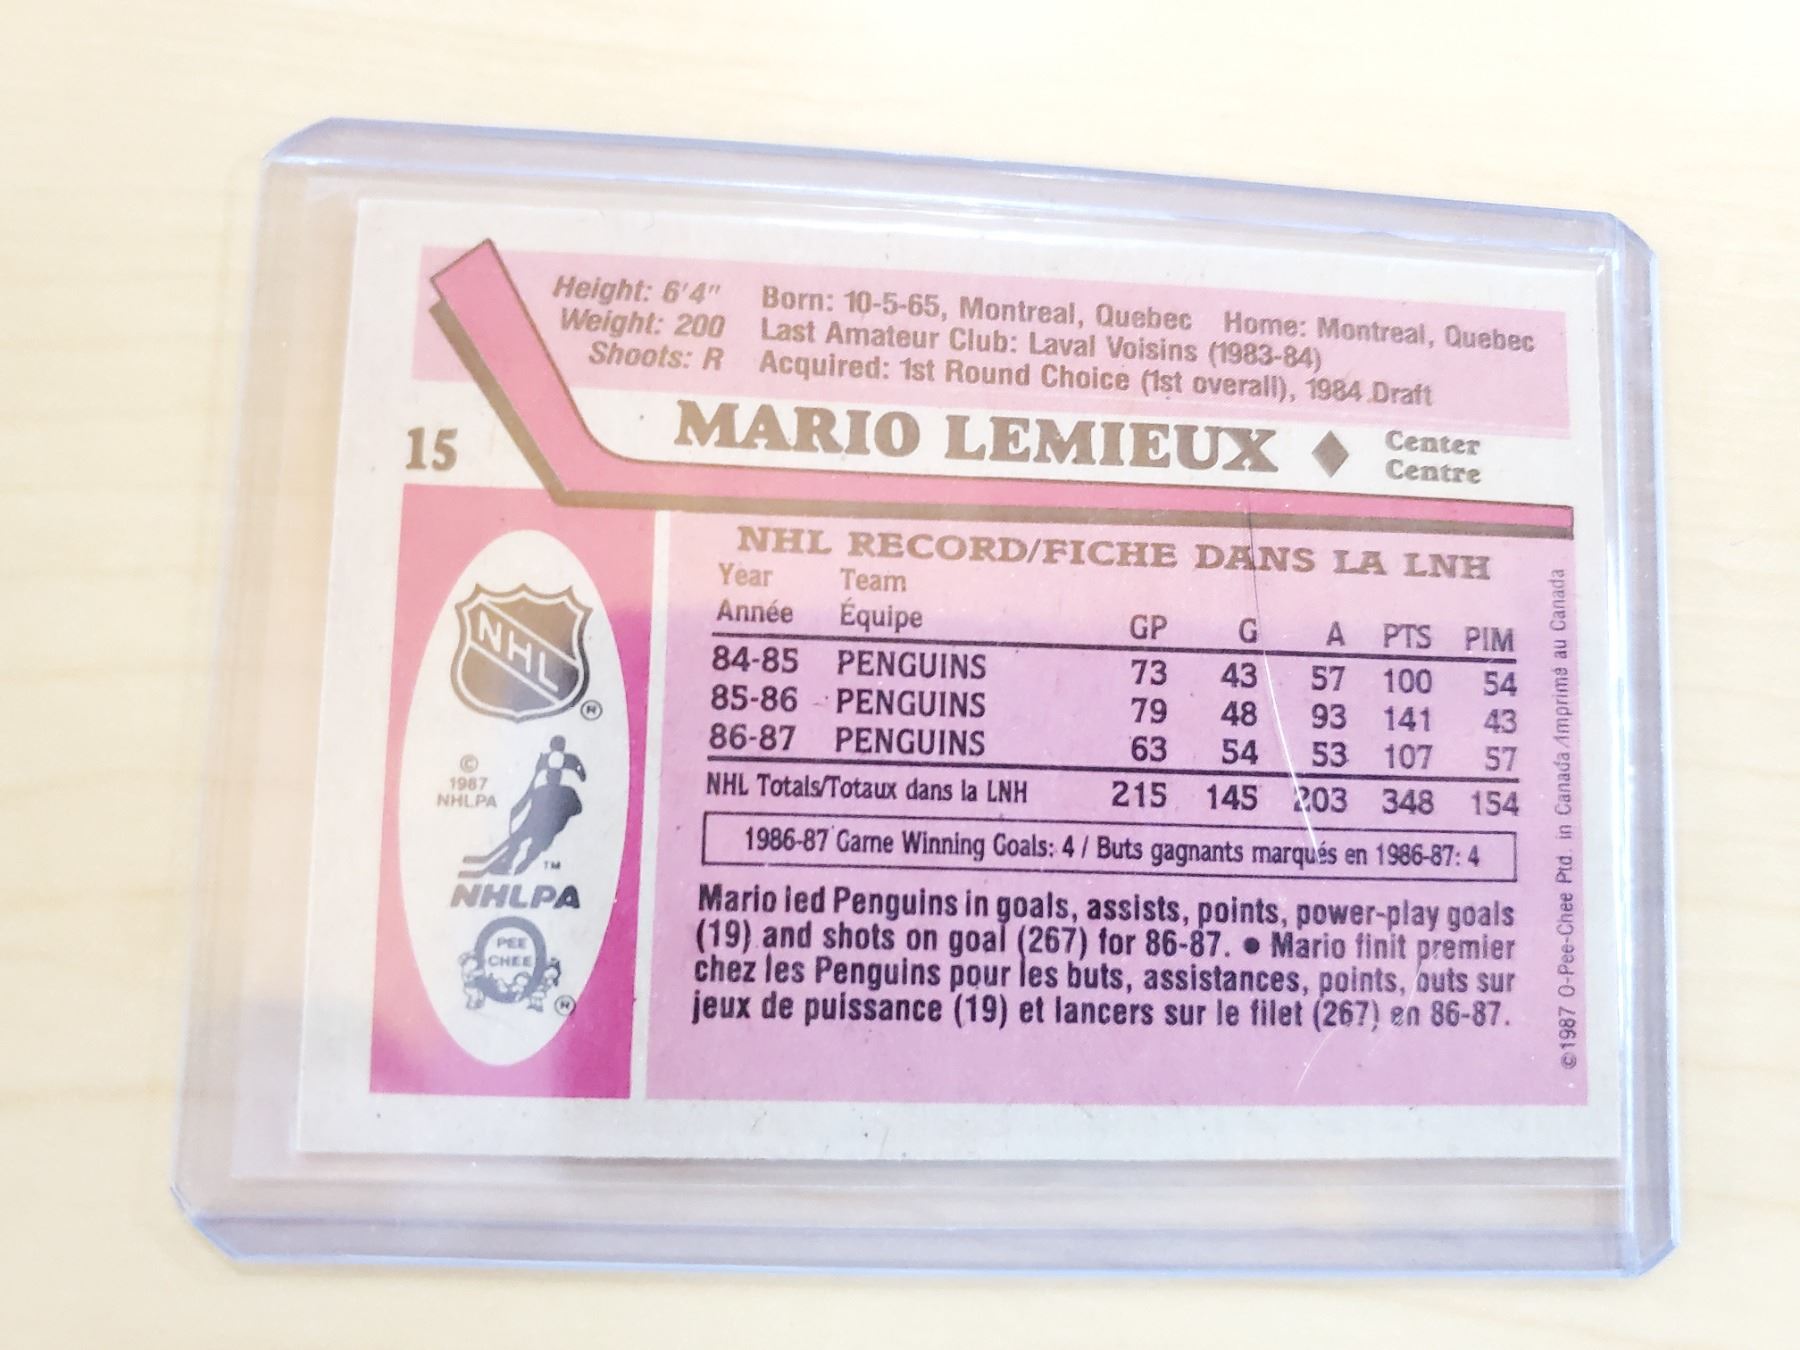 Height: 6'4"
Weight: 200
Shoots: R
Born: 10-5-65, Montreal, Quebec Home: Montreal, Quebec
Last Amateur Club: Laval Voisins (1983-84)
Acquired: 1st Round Choice (1st overall), 1984 Draft
15
MARIO LEMIEUX ♦ Center
Centre
NHL RECORD/FICHE DANS LA LNH
Year Team
Année Équipe GP G A PTS PIM
84-85 PENGUINS 73 43 57 100 54
85-86 PENGUINS 79 48 93 141 43
86-87 PENGUINS 63 54 53 107 57
NHL Totals/Totaux dans la LNH 215 145 203 348 154
1986-87 Game Winning Goals: 4 / Buts gagnants marqués en 1986-87: 4
Mario led Penguins in goals, assists, points, power-play goals
(19) and shots on goal (267) for 86-87. ● Mario finit premier
chez les Penguins pour les buts, assistances, points, buts sur
jeux de puissance (19) et lancers sur le filet (267) en 86-87.
NHL ®
© 1987
NHLPA
™
NHLPA
PEE
CHEE
®
©1987 O-Pee-Chee Ptd. in Canada/Imprimé au Canada